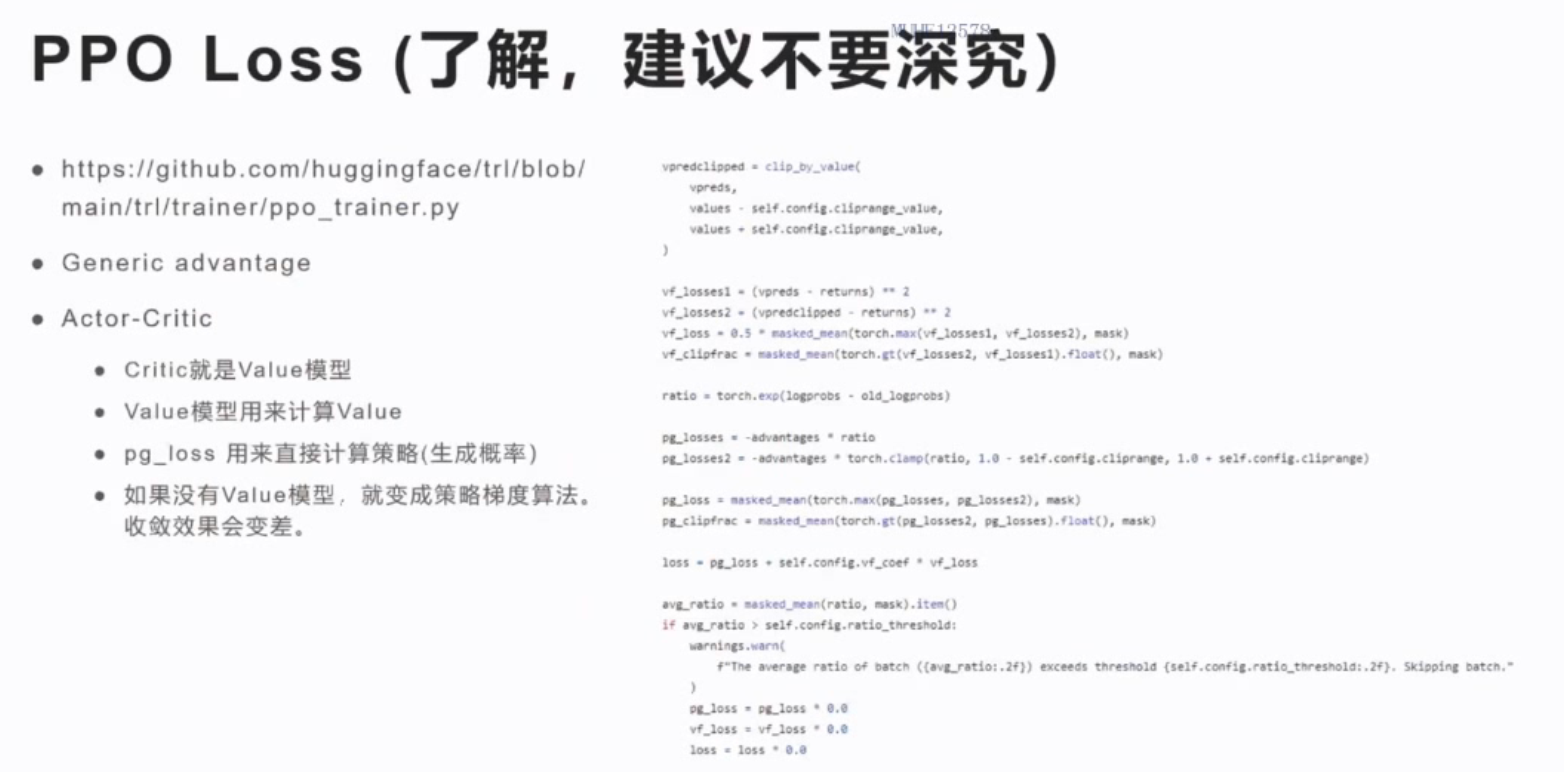 PPO Loss (了解，建议不要深究)
https://github.com/huggingface/trl/blob/
main/trl/trainer/ppo_trainer.py
Generic advantage
Actor-Critic
Critic就是Value模型
Value模型用来计算Value
pg_loss 用来直接计算策略(生成概率)
如果没有Value模型，就变成策略梯度算法。
收敛效果会变差。
vpredclipped = clip_by_value(
vpreds,
values - self.config.cliprange_value,
values + self.config.cliprange_value,
)
vf_losses1 = (vpreds - returns) ** 2
vf_losses2 = (vpredclipped - returns) ** 2
vf_loss = 0.5 * masked_mean(torch.max(vf_losses1, vf_losses2), mask)
vf_clipfrac = masked_mean(torch.gt(vf_losses2, vf_losses1).float(), mask)
ratio = torch.exp(logprobs - old_logprobs)
pg_losses = -advantages * ratio
pg_losses2 = -advantages * torch.clamp(ratio, 1.0 - self.config.cliprange, 1.0 + self.config.cliprange)
pg_loss = masked_mean(torch.max(pg_losses, pg_losses2), mask)
pg_clipfrac = masked_mean(torch.gt(pg_losses2, pg_losses).float(), mask)
loss = pg_loss + self.config.vf_coef * vf_loss
avg_ratio = masked_mean(ratio, mask).item()
if avg_ratio > self.config.ratio_threshold:
warnings.warn(
f"The average ratio of batch ({avg_ratio:.2f}) exceeds threshold {self.config.ratio_threshold:.2f}. Skipping batch."
)
pg_loss = pg_loss * 0.0
vf_loss = vf_loss * 0.0
loss = loss * 0.0